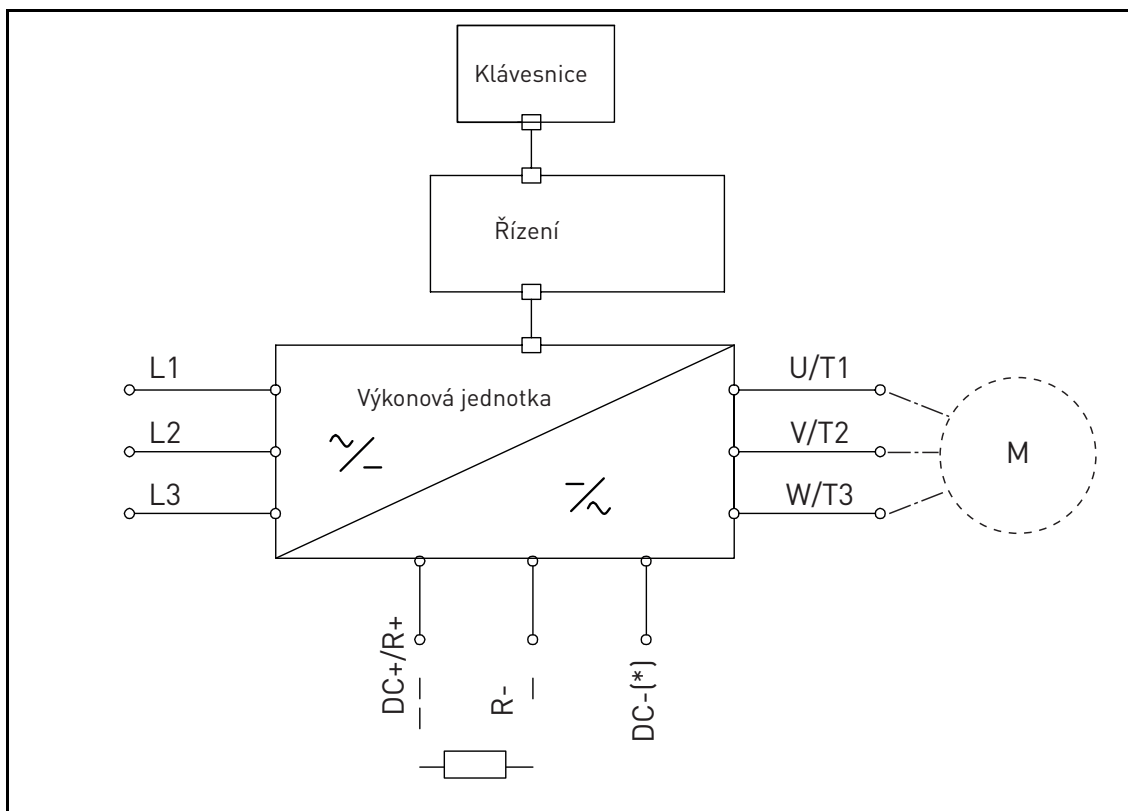 Klávesnice
Řízení
L1
L2
L3
Výkonová jednotka
U/T1
V/T2
W/T3
M
DC+/R+
R-
DC-(*)